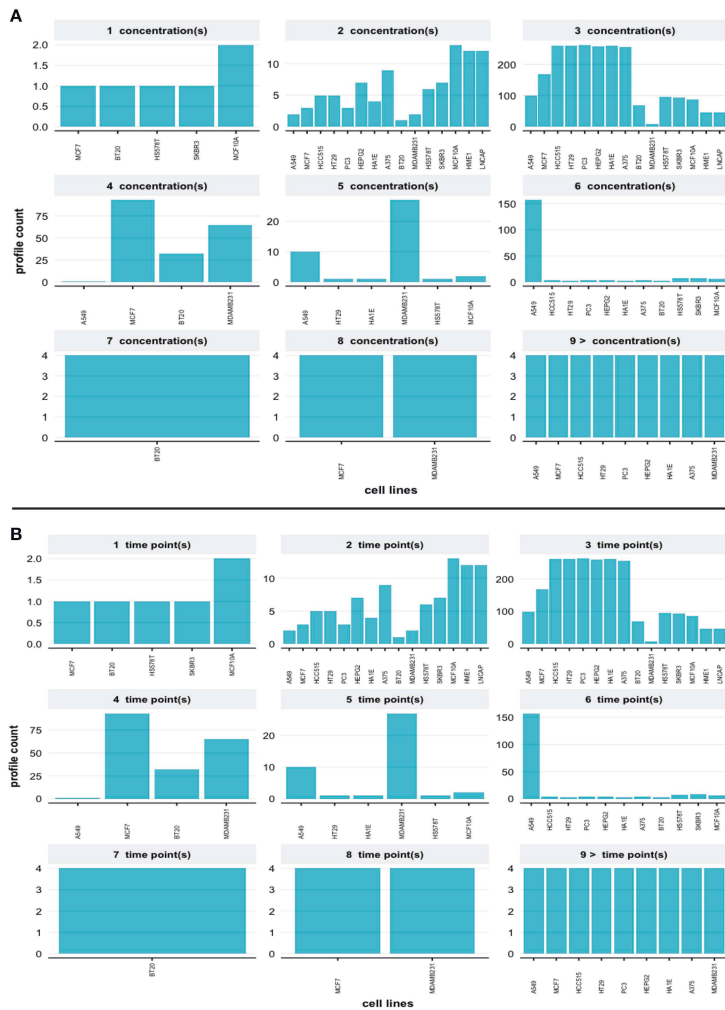 A
1 concentration(s)
2 concentration(s)
3 concentration(s)
2.0
1.5
1.0
0.5
0.0
10
5
0
200
100
0
MCF7
BT20
HS578T
SKBR3
MCF10A
A549
MCF7
HCC515
HT29
PC3
HEPG2
HA1E
A375
BT20
MDAMB231
HS578T
SKBR3
MCF10A
HME1
LNCAP
A549
MCF7
HCC515
HT29
PC3
HEPG2
HA1E
A375
BT20
MDAMB231
HS578T
SKBR3
MCF10A
HME1
LNCAP
profile count
4 concentration(s)
5 concentration(s)
6 concentration(s)
75
50
25
0
20
10
0
150
100
50
0
A549
MCF7
BT20
MDAMB231
A549
HT29
HA1E
MDAMB231
HS578T
MCF10A
A549
HCC515
HT29
PC3
HEPG2
HA1E
A375
BT20
HS578T
SKBR3
MCF10A
7 concentration(s)
8 concentration(s)
9 > concentration(s)
4
3
2
1
0
4
3
2
1
0
4
3
2
1
0
BT20
MCF7
MDAMB231
A549
MCF7
HCC515
HT29
PC3
HEPG2
HA1E
A375
MDAMB231
cell lines
B
1 time point(s)
2 time point(s)
3 time point(s)
2.0
1.5
1.0
0.5
0.0
10
5
0
200
100
0
MCF7
BT20
HS578T
SKBR3
MCF10A
A549
MCF7
HCC515
HT29
PC3
HEPG2
HA1E
A375
BT20
MDAMB231
HS578T
SKBR3
MCF10A
HME1
LNCAP
A549
MCF7
HCC515
HT29
PC3
HEPG2
HA1E
A375
BT20
MDAMB231
HS578T
SKBR3
MCF10A
HME1
LNCAP
profile count
4 time point(s)
5 time point(s)
6 time point(s)
75
50
25
0
20
10
0
150
100
50
0
A549
MCF7
BT20
MDAMB231
A549
HT29
HA1E
MDAMB231
HS578T
MCF10A
A549
HCC515
HT29
PC3
HEPG2
HA1E
A375
BT20
HS578T
SKBR3
MCF10A
7 time point(s)
8 time point(s)
9 > time point(s)
4
3
2
1
0
4
3
2
1
0
4
3
2
1
0
BT20
MCF7
MDAMB231
A549
MCF7
HCC515
HT29
PC3
HEPG2
HA1E
A375
MDAMB231
cell lines